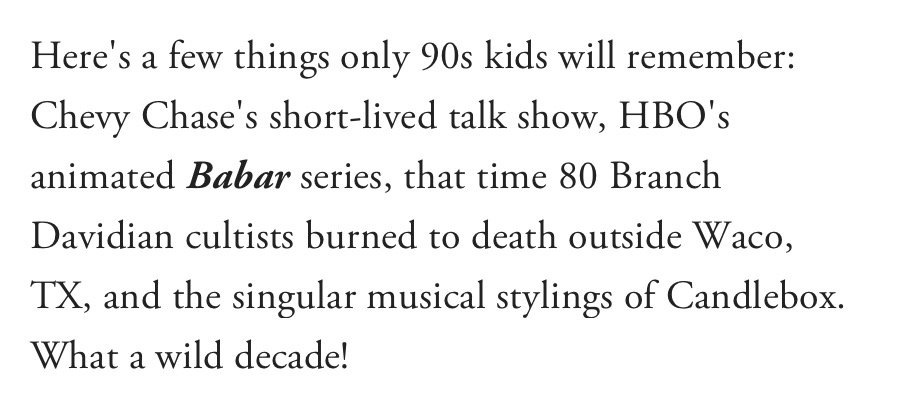 Here's a few things only 90s kids will remember:
Chevy Chase's short-lived talk show, HBO's
animated Babar series, that time 80 Branch
Davidian cultists burned to death outside Waco,
TX, and the singular musical stylings of Candlebox.
What a wild decade!